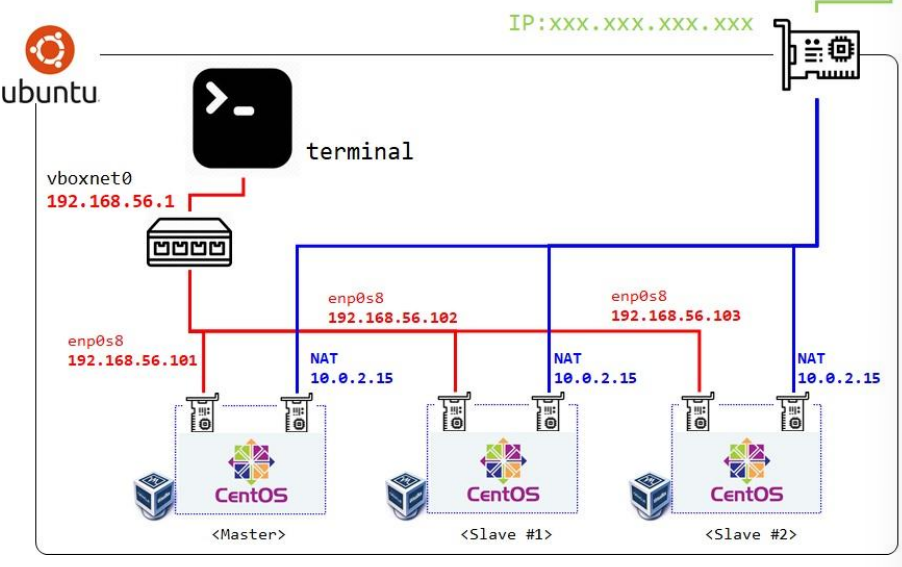 IP:xxx.xxx.xxx.xxx
ubuntu
terminal
vboxnet0
192.168.56.1
enp0s8
192.168.56.101
enp0s8
192.168.56.102
enp0s8
192.168.56.103
NAT
10.0.2.15
NAT
10.0.2.15
NAT
10.0.2.15
CentOS
CentOS
CentOS
<Master>
<Slave #1>
<Slave #2>